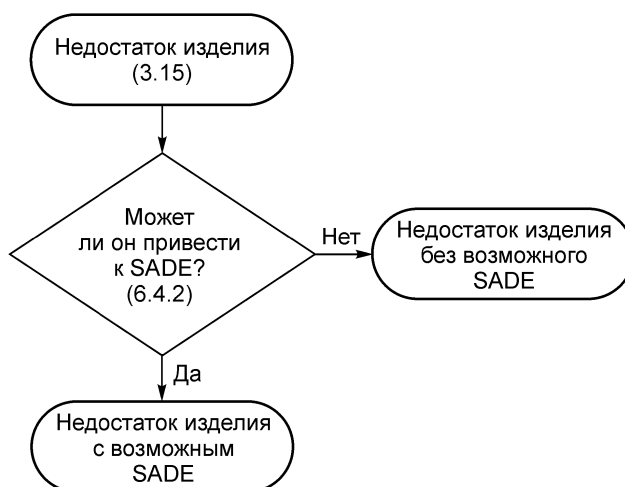 Недостаток изделия
(3.15)
Может
ли он привести
к SADE?
(6.4.2)
Нет
Недостаток изделия
без возможного
SADE
Да
Недостаток изделия
с возможным
SADE